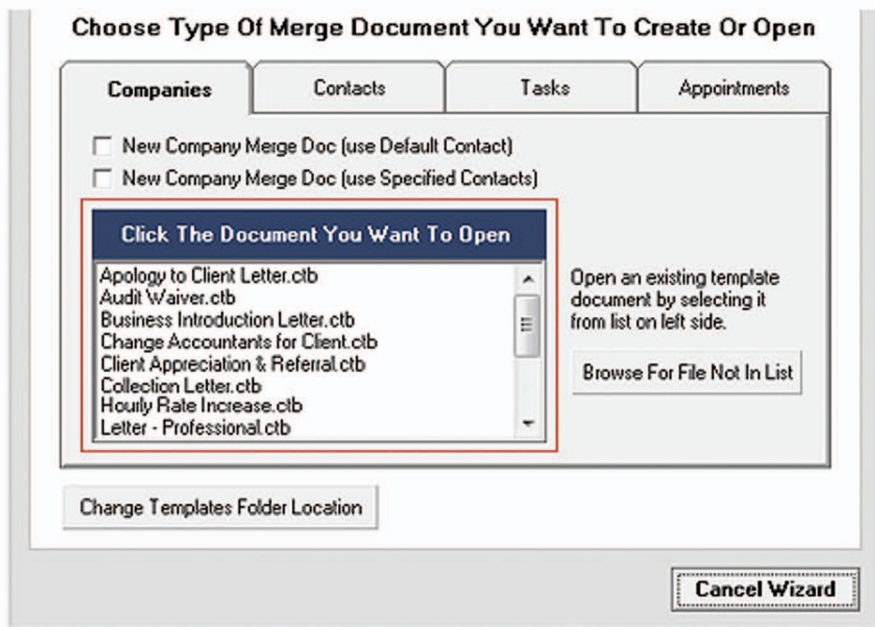 Choose Type Of Merge Document You Want To Create Or Open
Companies
Contacts
Tasks
Appointments
New Company Merge Doc (use Default Contact)
New Company Merge Doc (use Specified Contacts)
Click The Document You Want To Open
Apology to Client Letter.ctb
Audit Waiver.ctb
Business Introduction Letter.ctb
Change Accountants for Client.ctb
Client Appreciation & Referral.ctb
Collection Letter.ctb
Hourly Rate Increase.ctb
Letter - Professional.ctb
Open an existing template
document by selecting it
from list on left side.
Browse For File Not In List
Change Templates Folder Location
Cancel Wizard